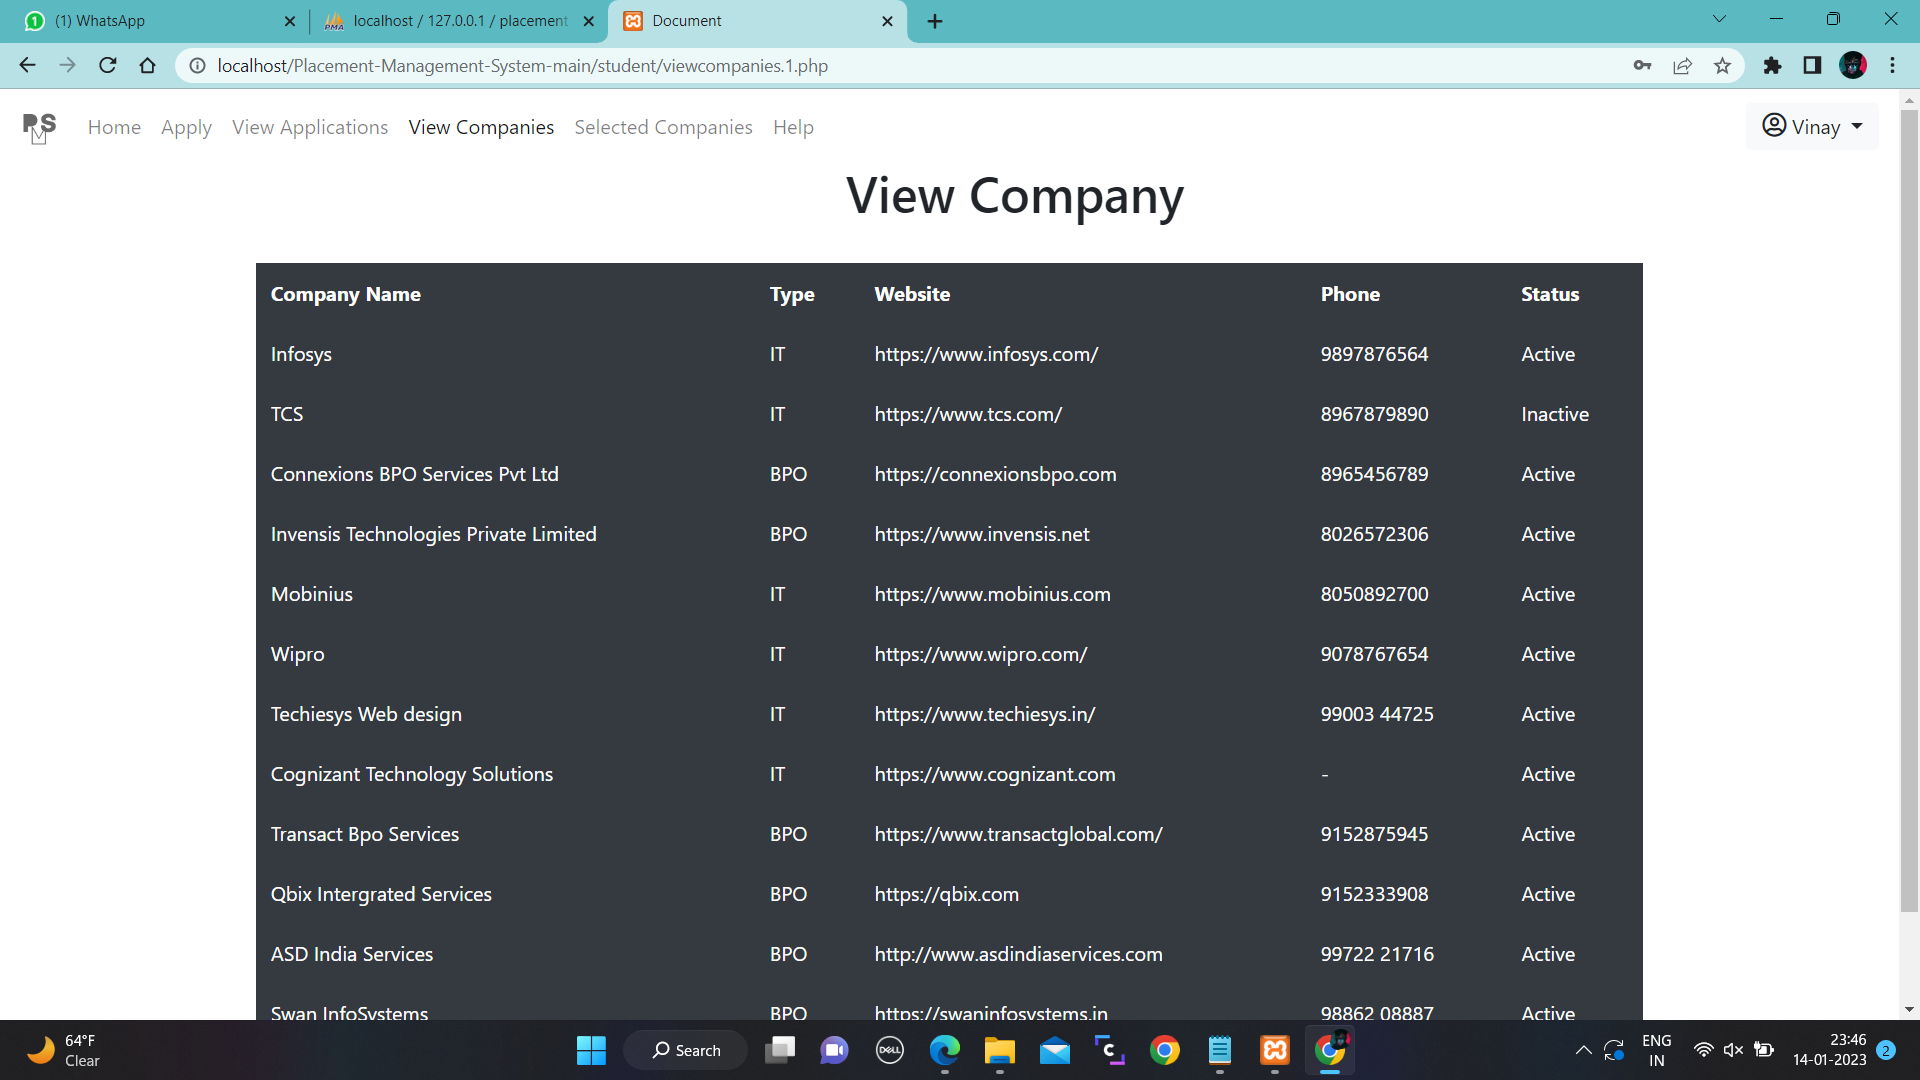 (1) WhatsApp
localhost / 127.0.0.1 / placement
Document
localhost/Placement-Management-System-main/student/viewcompanies.1.php
PMS Home Apply View Applications View Companies Selected Companies Help Vinay
View Company
Company Name Type Website Phone Status
Infosys IT https://www.infosys.com/ 9897876564 Active
TCS IT https://www.tcs.com/ 8967879890 Inactive
Connexions BPO Services Pvt Ltd BPO https://connexionsbpo.com 8965456789 Active
Invensis Technologies Private Limited BPO https://www.invensis.net 8026572306 Active
Mobinius IT https://www.mobinius.com 8050892700 Active
Wipro IT https://www.wipro.com/ 9078767654 Active
Techiesys Web design IT https://www.techiesys.in/ 99003 44725 Active
Cognizant Technology Solutions IT https://www.cognizant.com - Active
Transact Bpo Services BPO https://www.transactglobal.com/ 9152875945 Active
Qbix Intergrated Services BPO https://qbix.com 9152333908 Active
ASD India Services BPO http://www.asdindiaservices.com 99722 21716 Active
Swan InfoSystems BPO https://swaninfosystems.in 98862 08887 Active
64°F
Clear
Search
DELL
ENG
IN
23:46
14-01-2023
2